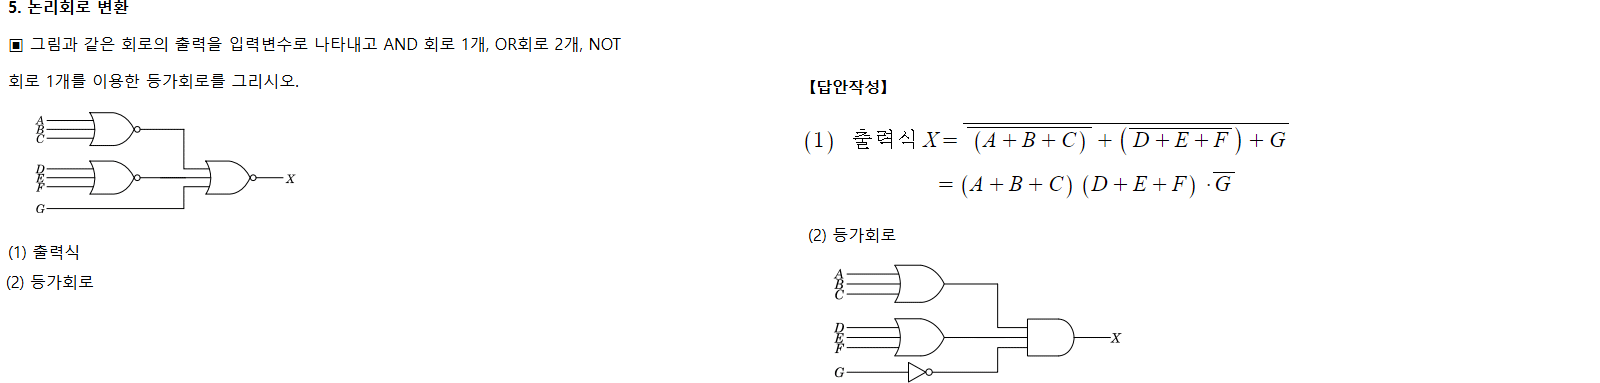 5. 논리회로 변환
▣ 그림과 같은 회로의 출력을 입력변수로 나타내고 AND 회로 1개, OR회로 2개, NOT
회로 1개를 이용한 등가회로를 그리시오.
A
B
C
D
E
F
G
X
(1) 출력식
(2) 등가회로
【답안작성】
(1) 출력식 X = \overline{\overline{(A+B+C)} + (\overline{D+E+F}) + G}
= (A+B+C) (D+E+F) · \overline{G}
(2) 등가회로
A
B
C
D
E
F
G
X